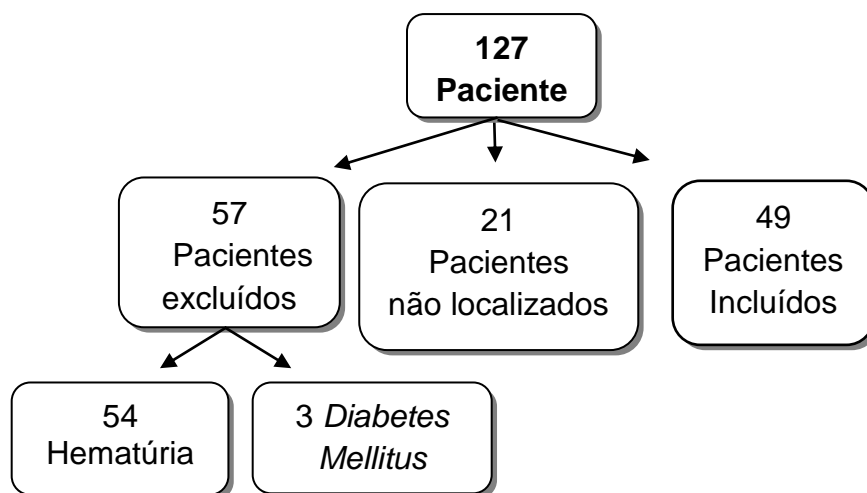 127
Paciente
57
Pacientes
excluídos
21
Pacientes
não localizados
49
Pacientes
Incluídos
54
Hematúria
3 Diabetes
Mellitus